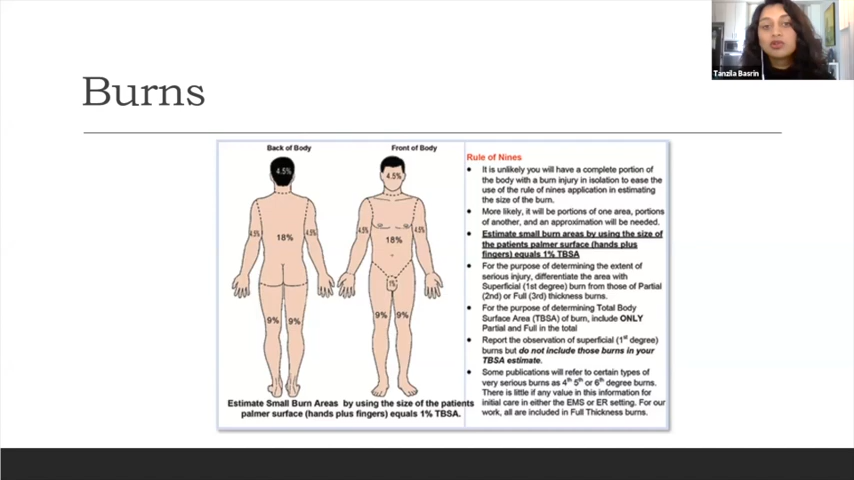 Tanzila Basrin
Burns
Back of Body
Front of Body
4.5%
4.5%
4.5%
18%
4.5%
4.5%
18%
4.5%
1%
9%
9%
9%
9%
Estimate Small Burn Areas by using the size of the patients
palmer surface (hands plus fingers) equals 1% TBSA.
Rule of Nines
• It is unlikely you will have a complete portion of
the body with a burn injury in isolation to ease the
use of the rule of nines application in estimating
the size of the burn.
• More likely, it will be portions of one area, portions
of another, and an approximation will be needed.
• Estimate small burn areas by using the size of
the patients palmer surface (hands plus
fingers) equals 1% TBSA
• For the purpose of determining the extent of
serious injury, differentiate the area with
Superficial (1st degree) burn from those of Partial
(2nd) or Full (3rd) thickness burns.
• For the purpose of determining Total Body
Surface Area (TBSA) of burn, include ONLY
Partial and Full in the total
• Report the observation of superficial (1st degree)
burns but do not include those burns in your
TBSA estimate.
• Some publications will refer to certain types of
very serious burns as 4th 5th or 6th degree burns.
There is little if any value in this information for
initial care in either the EMS or ER setting. For our
work, all are included in Full Thickness burns.